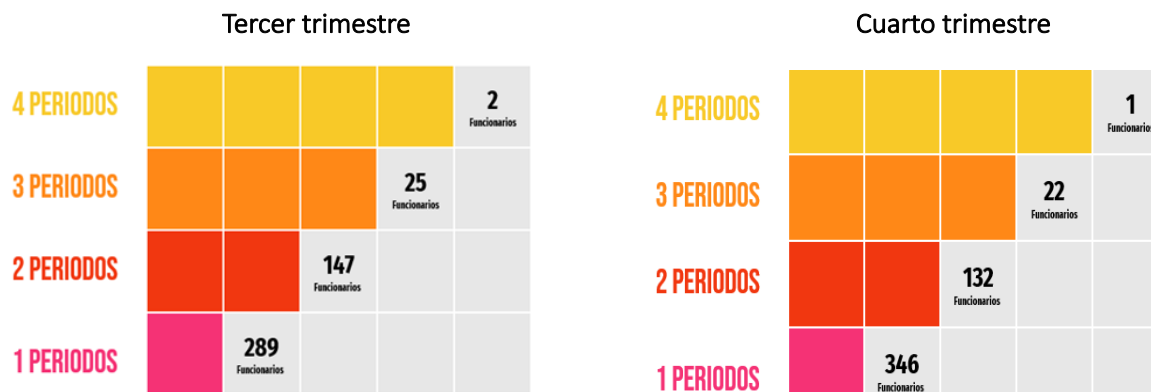 Tercer trimestre
4 PERIODOS
2
Funcionarios
3 PERIODOS
25
Funcionarios
2 PERIODOS
147
Funcionarios
1 PERIODOS
289
Funcionarios
Cuarto trimestre
4 PERIODOS
1
Funcionario
3 PERIODOS
22
Funcionarios
2 PERIODOS
132
Funcionarios
1 PERIODOS
346
Funcionarios